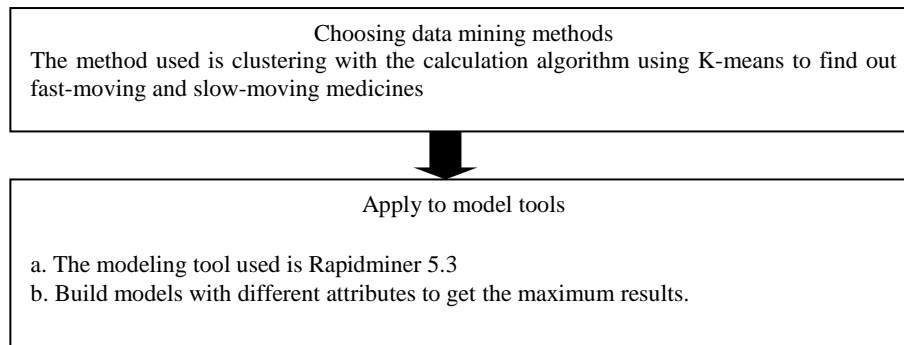 Choosing data mining methods
The method used is clustering with the calculation algorithm using K-means to find out
fast-moving and slow-moving medicines
Apply to model tools
a. The modeling tool used is Rapidminer 5.3
b. Build models with different attributes to get the maximum results.